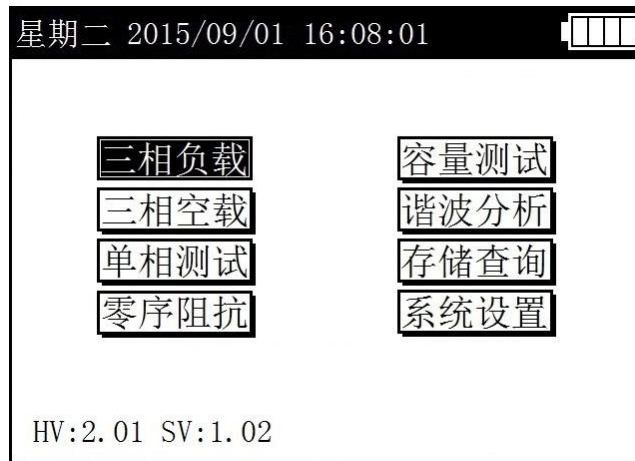 星期二 2015/09/01 16:08:01
三相负载 容量测试
三相空载 谐波分析
单相测试 存储查询
零序阻抗 系统设置
HV:2.01 SV:1.02